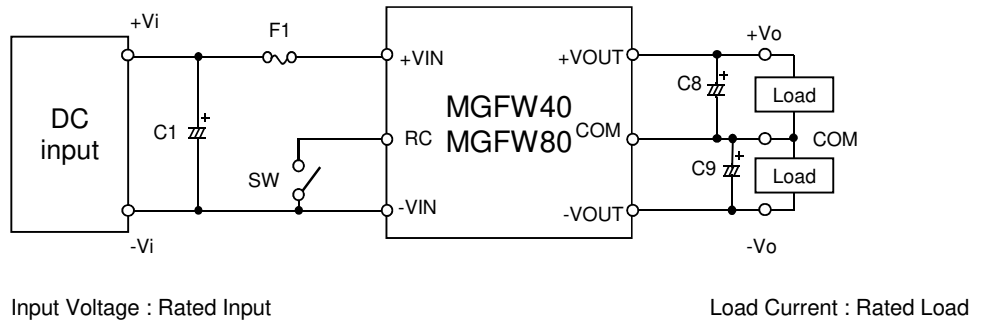 +Vi
F1
+Vo
+VIN
+VOUT
C8
+
Load
DC
input
C1
+
MGFW40
MGFW80
RC
COM
COM
SW
C9
+
Load
-VIN
-VOUT
-Vi
-Vo
Input Voltage : Rated Input
Load Current : Rated Load